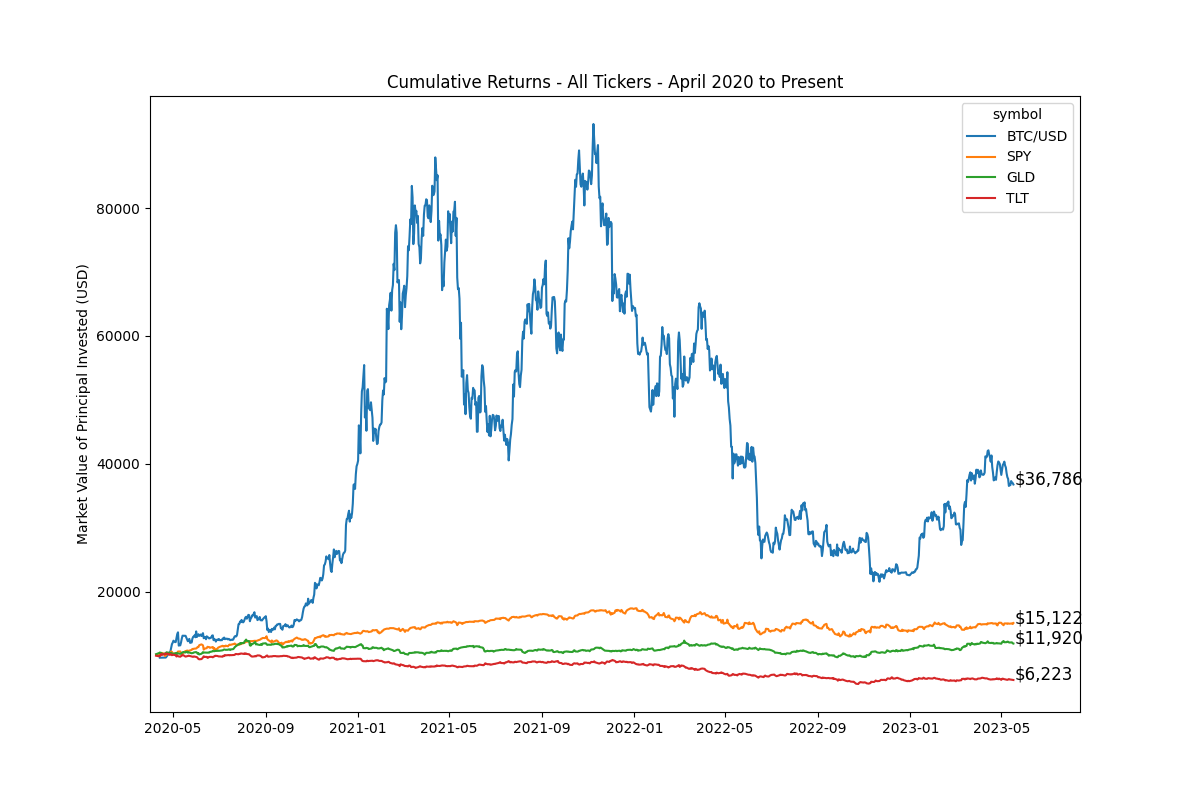 Cumulative Returns - All Tickers - April 2020 to Present
symbol
BTC/USD
SPY
GLD
TLT
Market Value of Principal Invested (USD)
80000
60000
40000
20000
$36,786
$15,122
$11,920
$6,223
2020-05
2020-09
2021-01
2021-05
2021-09
2022-01
2022-05
2022-09
2023-01
2023-05